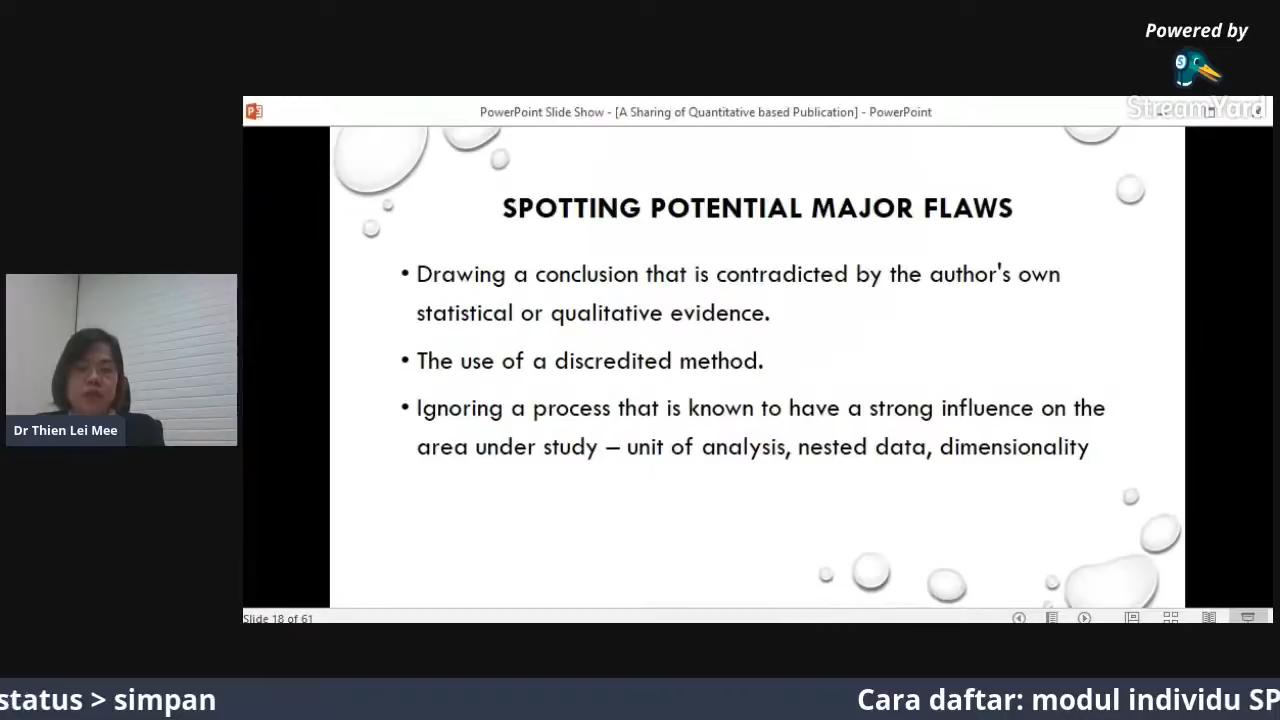 Powered by
StreamYard
PowerPoint Slide Show - [A Sharing of Quantitative based Publication] - PowerPoint
SPOTTING POTENTIAL MAJOR FLAWS
• Drawing a conclusion that is contradicted by the author's own
statistical or qualitative evidence.
• The use of a discredited method.
• Ignoring a process that is known to have a strong influence on the
area under study – unit of analysis, nested data, dimensionality
Dr Thien Lei Mee
Slide 18 of 61
status > simpan
Cara daftar: modul individu SP